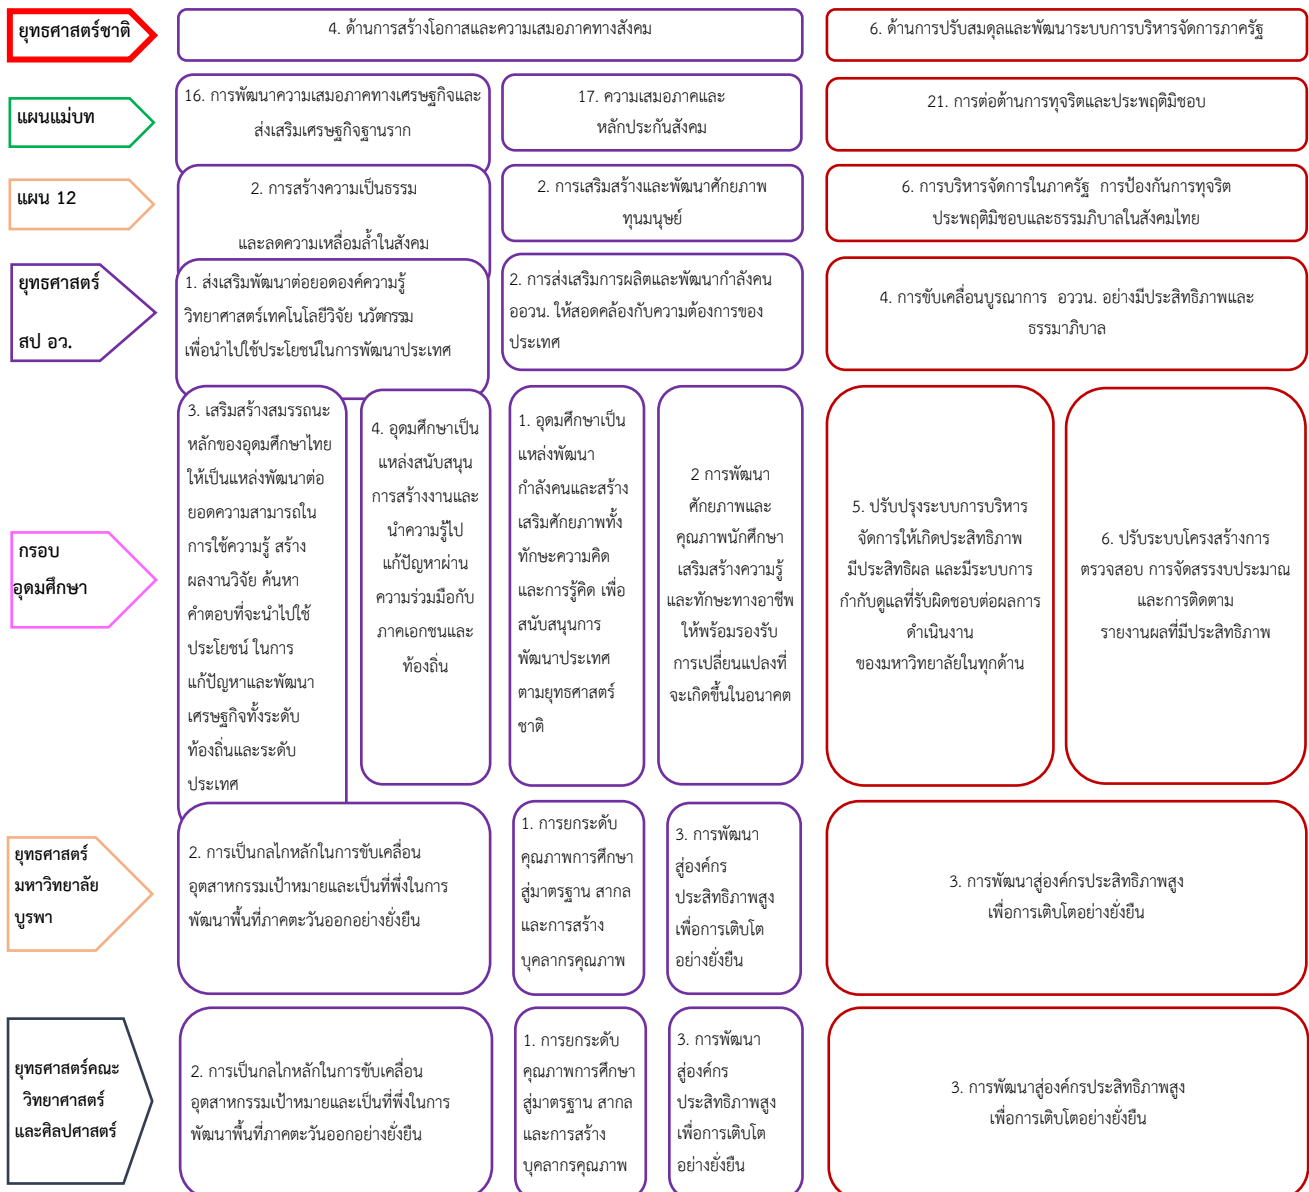 ยุทธศาสตร์ชาติ
4. ด้านการสร้างโอกาสและความเสมอภาคทางสังคม
6. ด้านการปรับสมดุลและพัฒนาระบบการบริหารจัดการภาครัฐ
แผนแม่บท
16. การพัฒนาความเสมอภาคทางเศรษฐกิจและ
ส่งเสริมเศรษฐกิจฐานราก
17. ความเสมอภาคและ
หลักประกันสังคม
21. การต่อต้านการทุจริตและประพฤติมิชอบ
แผน 12
2. การสร้างความเป็นธรรม
และลดความเหลื่อมล้ำในสังคม
2. การเสริมสร้างและพัฒนาศักยภาพ
ทุนมนุษย์
6. การบริหารจัดการในภาครัฐ การป้องกันการทุจริต
ประพฤติมิชอบและธรรมภิบาลในสังคมไทย
ยุทธศาสตร์
สป อว.
1. ส่งเสริมพัฒนาต่อยอดองค์ความรู้
วิทยาศาสตร์เทคโนโลยีวิจัย นวัตกรรม
เพื่อนำไปใช้ประโยชน์ในการพัฒนาประเทศ
2. การส่งเสริมการผลิตและพัฒนากำลังคน
ออวน. ให้สอดคล้องกับความต้องการของ
ประเทศ
4. การขับเคลื่อนบูรณาการ อววน. อย่างมีประสิทธิภาพและ
ธรรมาภิบาล
กรอบ
อุดมศึกษา
3. เสริมสร้างสมรรถนะ
หลักของอุดมศึกษาไทย
ให้เป็นแหล่งพัฒนาต่อ
ยอดความสามารถใน
การใช้ความรู้ สร้าง
ผลงานวิจัย ค้นหา
คำตอบที่จะนำไปใช้
ประโยชน์ ในการ
แก้ปัญหาและพัฒนา
เศรษฐกิจทั้งระดับ
ท้องถิ่นและระดับ
ประเทศ
4. อุดมศึกษาเป็น
แหล่งสนับสนุน
การสร้างงานและ
นำความรู้ไป
แก้ปัญหาผ่าน
ความร่วมมือกับ
ภาคเอกชนและ
ท้องถิ่น
1. อุดมศึกษาเป็น
แหล่งพัฒนา
กำลังคนและสร้าง
เสริมศักยภาพทั้ง
ทักษะความคิด
และการรู้คิด เพื่อ
สนับสนุนการ
พัฒนาประเทศ
ตามยุทธศาสตร์
ชาติ
2 การพัฒนา
ศักยภาพและ
คุณภาพนักศึกษา
เสริมสร้างความรู้
และทักษะทางอาชีพ
ให้พร้อมรองรับ
การเปลี่ยนแปลงที่
จะเกิดขึ้นในอนาคต
5. ปรับปรุงระบบการบริหาร
จัดการให้เกิดประสิทธิภาพ
มีประสิทธิผล และมีระบบการ
กำกับดูแลที่รับผิดชอบต่อผลการ
ดำเนินงาน
ของมหาวิทยาลัยในทุกด้าน
6. ปรับระบบโครงสร้างการ
ตรวจสอบ การจัดสรรงบประมาณ
และการติดตาม
รายงานผลที่มีประสิทธิภาพ
ยุทธศาสตร์
มหาวิทยาลัย
บูรพา
2. การเป็นกลไกหลักในการขับเคลื่อน
อุตสาหกรรมเป้าหมายและเป็นที่พึ่งในการ
พัฒนาพื้นที่ภาคตะวันออกอย่างยั่งยืน
1. การยกระดับ
คุณภาพการศึกษา
สู่มาตรฐาน สากล
และการสร้าง
บุคลากรคุณภาพ
3. การพัฒนา
สู่องค์กร
ประสิทธิภาพสูง
เพื่อการเติบโต
อย่างยั่งยืน
3. การพัฒนาสู่องค์กรประสิทธิภาพสูง
เพื่อการเติบโตอย่างยั่งยืน
ยุทธศาสตร์คณะ
วิทยาศาสตร์
และศิลปศาสตร์
2. การเป็นกลไกหลักในการขับเคลื่อน
อุตสาหกรรมเป้าหมายและเป็นที่พึ่งในการ
พัฒนาพื้นที่ภาคตะวันออกอย่างยั่งยืน
1. การยกระดับ
คุณภาพการศึกษา
สู่มาตรฐาน สากล
และการสร้าง
บุคลากรคุณภาพ
3. การพัฒนา
สู่องค์กร
ประสิทธิภาพสูง
เพื่อการเติบโต
อย่างยั่งยืน
3. การพัฒนาสู่องค์กรประสิทธิภาพสูง
เพื่อการเติบโตอย่างยั่งยืน